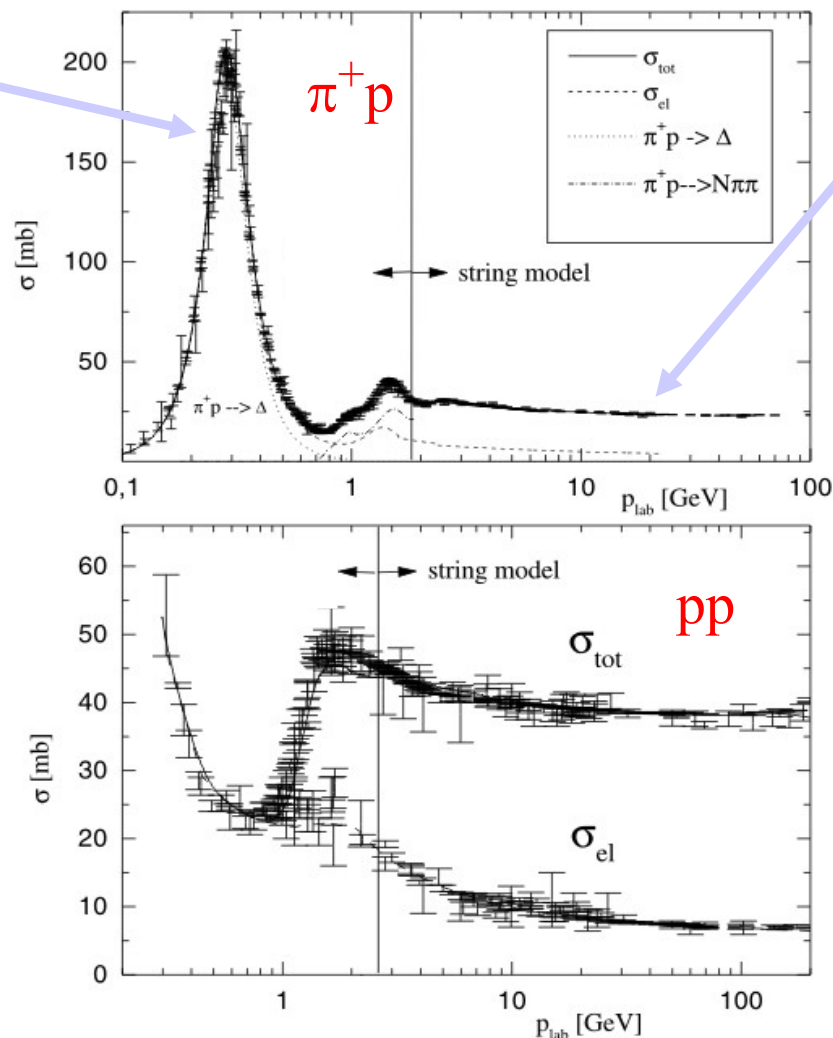 200
150
100
50
σ [mb]
π⁺p
σ_tot
σ_el
π⁺p -> Δ
π⁺p-->Nππ
string model
π⁺p --> Δ
0,1
1
10
100
p_lab [GeV]
60
50
40
30
20
10
0
σ [mb]
string model
pp
σ_tot
σ_el
1
10
100
p_lab [GeV]